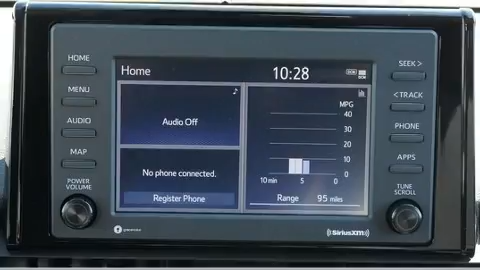 HOME
MENU
AUDIO
MAP
POWER
VOLUME
Home
10:28
Audio Off
No phone connected.
Register Phone
MPG
40
30
20
10
0
10 min
5
0
Range 95 miles
SEEK >
< TRACK
PHONE
APPS
TUNE
SCROLL
SiriusXM